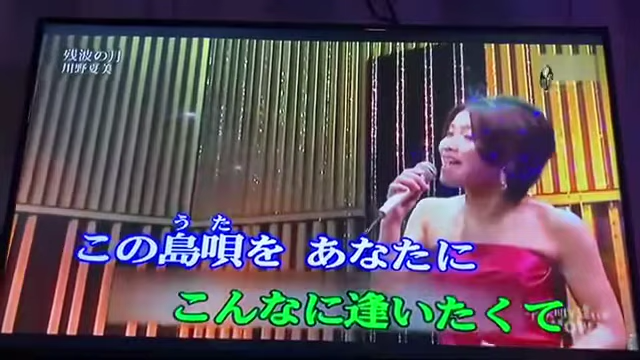 残波の月
川野夏美
うた
この島唄を あなたに
こんなに逢いたくて